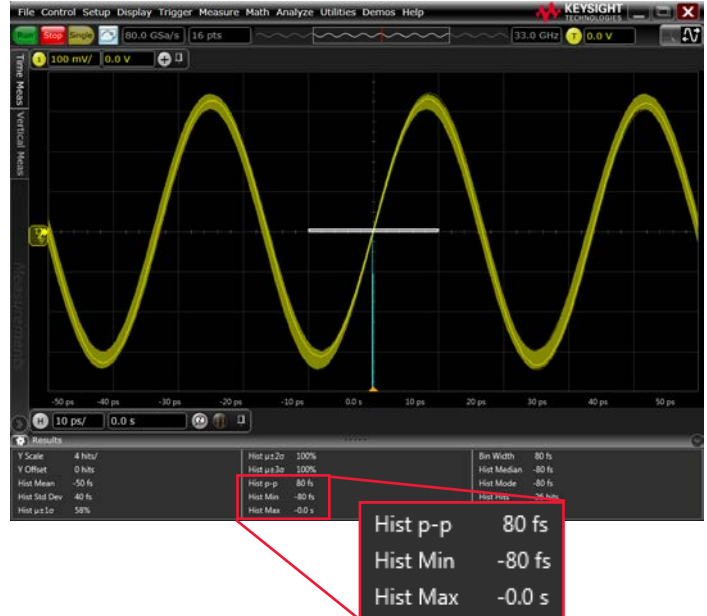 File Control Setup Display Trigger Measure Math Analyze Utilities Demos Help
KEYSIGHT
TECHNOLOGIES
X
Run Stop Single 80.0 GSa/s 16 pts 33.0 GHz T 0.0 V
1 100 mV/ 0.0 V
Time Meas
Vertical Meas
Measurements
-50 ps -40 ps -30 ps -20 ps -10 ps 0.0 s 10 ps 20 ps 30 ps 40 ps 50 ps
H 10 ps/ 0.0 s
Results
Y Scale 4 hits/ Hist µ±2σ 100% Bin Width 80 fs
Y Offset 0 hits Hist µ±3σ 100% Hist Median -80 fs
Hist Mean -50 fs Hist p-p 80 fs Hist Mode -80 fs
Hist Std Dev 40 fs Hist Min -80 fs Hist Hits 26 hits
Hist µ±1σ 58% Hist Max -0.0 s
Hist p-p 80 fs
Hist Min -80 fs
Hist Max -0.0 s